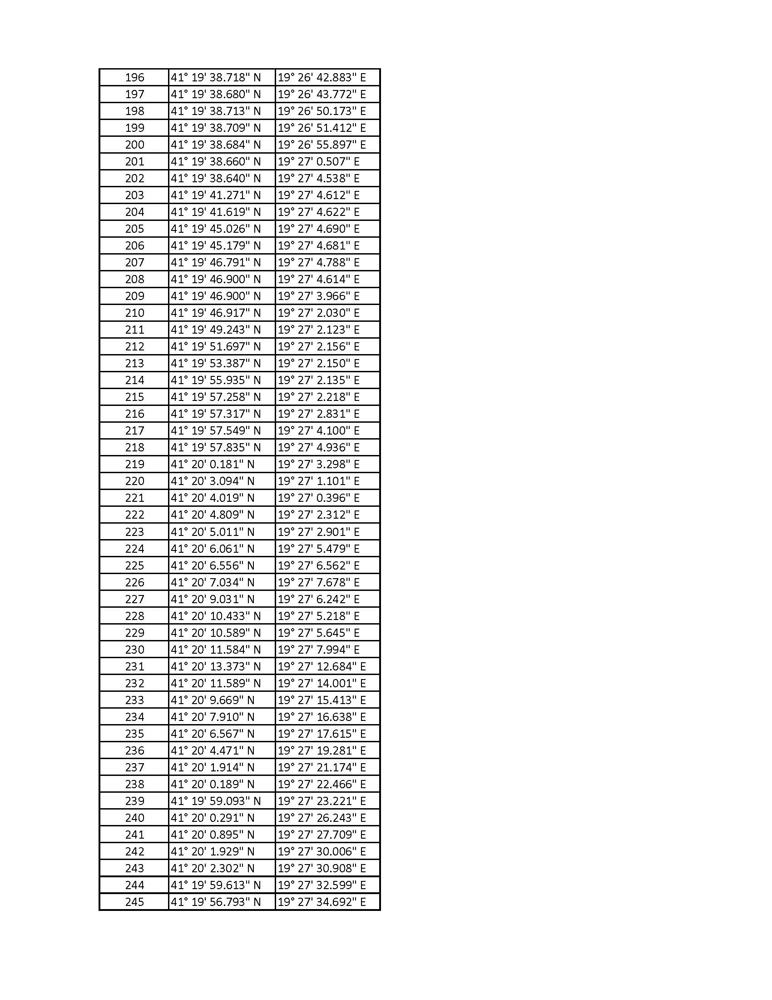 196 41° 19' 38.718" N 19° 26' 42.883" E
197 41° 19' 38.680" N 19° 26' 43.772" E
198 41° 19' 38.713" N 19° 26' 50.173" E
199 41° 19' 38.709" N 19° 26' 51.412" E
200 41° 19' 38.684" N 19° 26' 55.897" E
201 41° 19' 38.660" N 19° 27' 0.507" E
202 41° 19' 38.640" N 19° 27' 4.538" E
203 41° 19' 41.271" N 19° 27' 4.612" E
204 41° 19' 41.619" N 19° 27' 4.622" E
205 41° 19' 45.026" N 19° 27' 4.690" E
206 41° 19' 45.179" N 19° 27' 4.681" E
207 41° 19' 46.791" N 19° 27' 4.788" E
208 41° 19' 46.900" N 19° 27' 4.614" E
209 41° 19' 46.900" N 19° 27' 3.966" E
210 41° 19' 46.917" N 19° 27' 2.030" E
211 41° 19' 49.243" N 19° 27' 2.123" E
212 41° 19' 51.697" N 19° 27' 2.156" E
213 41° 19' 53.387" N 19° 27' 2.150" E
214 41° 19' 55.935" N 19° 27' 2.135" E
215 41° 19' 57.258" N 19° 27' 2.218" E
216 41° 19' 57.317" N 19° 27' 2.831" E
217 41° 19' 57.549" N 19° 27' 4.100" E
218 41° 19' 57.835" N 19° 27' 4.936" E
219 41° 20' 0.181" N 19° 27' 3.298" E
220 41° 20' 3.094" N 19° 27' 1.101" E
221 41° 20' 4.019" N 19° 27' 0.396" E
222 41° 20' 4.809" N 19° 27' 2.312" E
223 41° 20' 5.011" N 19° 27' 2.901" E
224 41° 20' 6.061" N 19° 27' 5.479" E
225 41° 20' 6.556" N 19° 27' 6.562" E
226 41° 20' 7.034" N 19° 27' 7.678" E
227 41° 20' 9.031" N 19° 27' 6.242" E
228 41° 20' 10.433" N 19° 27' 5.218" E
229 41° 20' 10.589" N 19° 27' 5.645" E
230 41° 20' 11.584" N 19° 27' 7.994" E
231 41° 20' 13.373" N 19° 27' 12.684" E
232 41° 20' 11.589" N 19° 27' 14.001" E
233 41° 20' 9.669" N 19° 27' 15.413" E
234 41° 20' 7.910" N 19° 27' 16.638" E
235 41° 20' 6.567" N 19° 27' 17.615" E
236 41° 20' 4.471" N 19° 27' 19.281" E
237 41° 20' 1.914" N 19° 27' 21.174" E
238 41° 20' 0.189" N 19° 27' 22.466" E
239 41° 19' 59.093" N 19° 27' 23.221" E
240 41° 20' 0.291" N 19° 27' 26.243" E
241 41° 20' 0.895" N 19° 27' 27.709" E
242 41° 20' 1.929" N 19° 27' 30.006" E
243 41° 20' 2.302" N 19° 27' 30.908" E
244 41° 19' 59.613" N 19° 27' 32.599" E
245 41° 19' 56.793" N 19° 27' 34.692" E